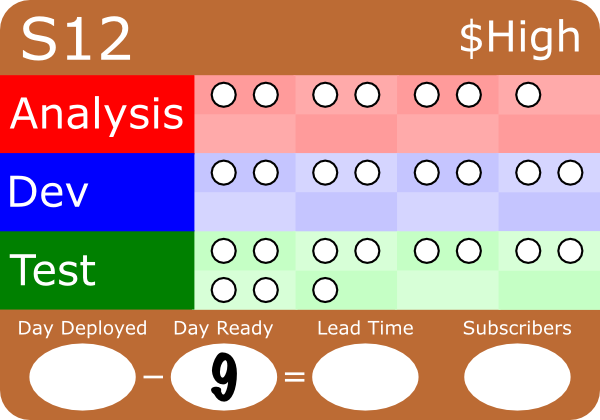 S12 $High
Analysis
Dev
Test
Day Deployed Day Ready Lead Time Subscribers
– 9 =